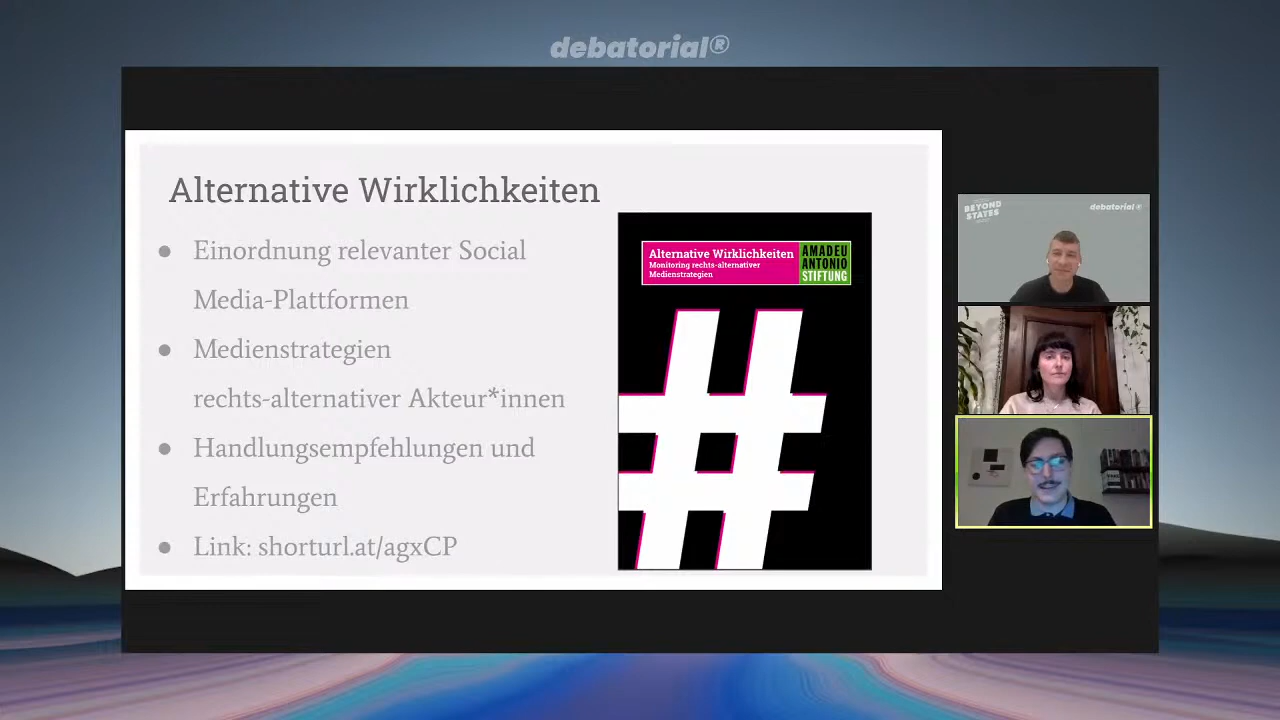 debatorial®
Alternative Wirklichkeiten
● Einordnung relevanter Social
Media-Plattformen
● Medienstrategien
rechts-alternativer Akteur*innen
● Handlungsempfehlungen und
Erfahrungen
● Link: shorturl.at/agxCP
Alternative Wirklichkeiten
Monitoring rechts-alternativer
Medienstrategien
AMADEU
ANTONIO
STIFTUNG
#
BEYOND
STATES
debatorial®